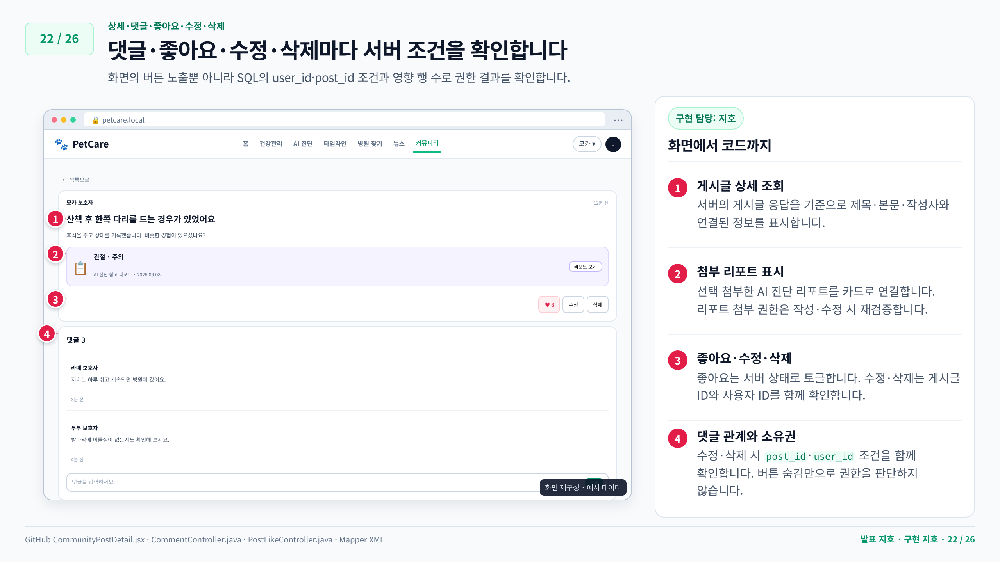 22 / 26
상세·댓글·좋아요·수정·삭제
댓글·좋아요·수정·삭제마다 서버 조건을 확인합니다
화면의 버튼 노출뿐 아니라 SQL의 user_id·post_id 조건과 영향 행 수로 권한 결과를 확인합니다.
petcare.local
PetCare
홈 건강관리 AI 진단 타임라인 병원 찾기 뉴스 커뮤니티
모카 ▾ J
← 목록으로
모카 보호자 12분 전
1 산책 후 한쪽 다리를 드는 경우가 있었어요
휴식을 주고 상태를 기록했습니다. 비슷한 경험이 있으셨나요?
2 관절 · 주의
AI 진단 참고 리포트 · 2026.09.08
리포트 보기
3
♥ 8 수정 삭제
4
댓글 3
라떼 보호자
저희는 하루 쉬고 계속되면 병원에 갔어요.
8분 전
두부 보호자
발바닥에 이물질이 없는지도 확인해 보세요.
4분 전
댓글을 입력하세요
화면 재구성 · 예시 데이터
구현 담당: 지호
화면에서 코드까지
1 게시글 상세 조회
서버의 게시글 응답을 기준으로 제목·본문·작성자와
연결된 정보를 표시합니다.
2 첨부 리포트 표시
선택 첨부한 AI 진단 리포트를 카드로 연결합니다.
리포트 첨부 권한은 작성·수정 시 재검증합니다.
3 좋아요·수정·삭제
좋아요는 서버 상태로 토글합니다. 수정·삭제는 게시글
ID와 사용자 ID를 함께 확인합니다.
4 댓글 관계와 소유권
수정·삭제 시 post_id·user_id 조건을 함께
확인합니다. 버튼 숨김만으로 권한을 판단하지
않습니다.
GitHub CommunityPostDetail.jsx · CommentController.java · PostLikeController.java · Mapper XML
발표 지호 · 구현 지호 · 22 / 26